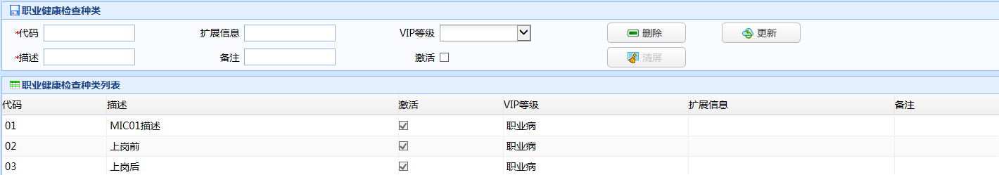 职业健康检查种类
*代码 扩展信息 VIP等级 删除 更新
*描述 备注 激活 清屏
职业健康检查种类列表
代码 描述 激活 VIP等级 扩展信息 备注
01 MIC01描述 职业病
02 上岗前 职业病
03 上岗后 职业病